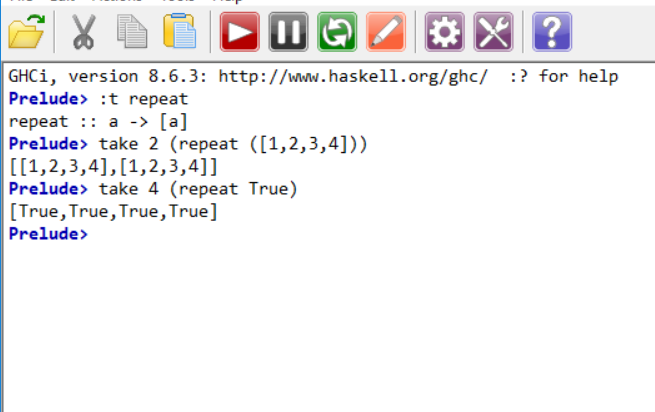 GHCi, version 8.6.3: http://www.haskell.org/ghc/  :? for help
Prelude> :t repeat
repeat :: a -> [a]
Prelude> take 2 (repeat ([1,2,3,4]))
[[1,2,3,4],[1,2,3,4]]
Prelude> take 4 (repeat True)
[True,True,True,True]
Prelude>